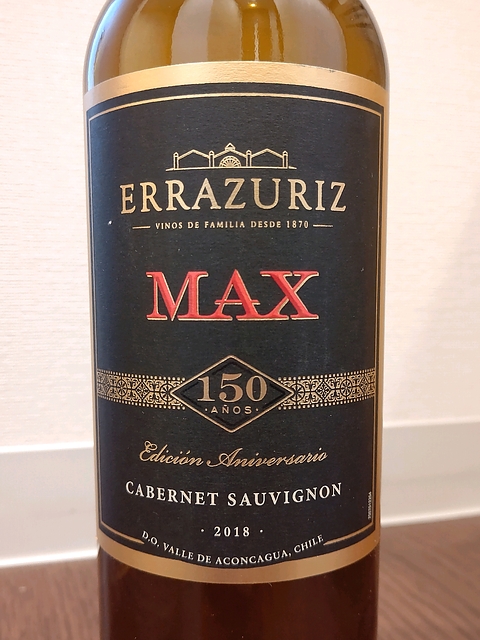 ERRAZURIZ
VINOS DE FAMILIA DESDE 1870
MAX
150
·AÑOS·
Edición Aniversario
CABERNET SAUVIGNON
· 2018 ·
D.O. VALLE DE ACONCAGUA, CHILE